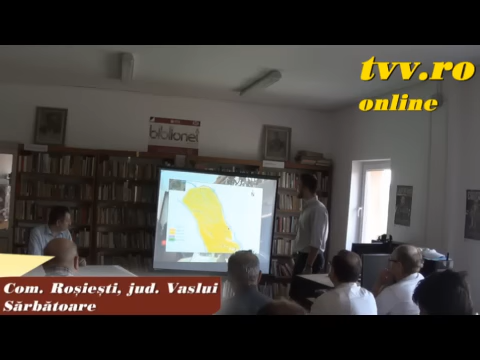 tvv.ro
online
biblionet
Com. Roșiești, jud. Vaslui
Sărbătoare